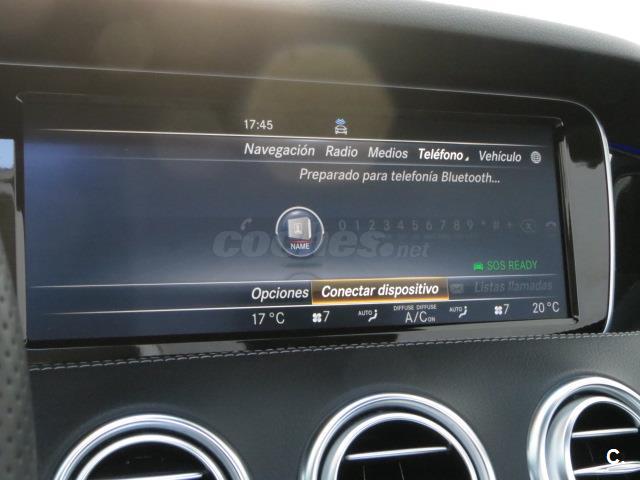 17:45
Navegación Radio Medios Teléfono Vehículo
Preparado para telefonía Bluetooth...
0 1 2 3 4 5 6 7 8 9 * # +
NAME
coches.net
SOS READY
Opciones Conectar dispositivo Listas llamadas
17 °C 7 AUTO DIFFUSE DIFFUSE A/C ON AUTO 7 20 °C
C.